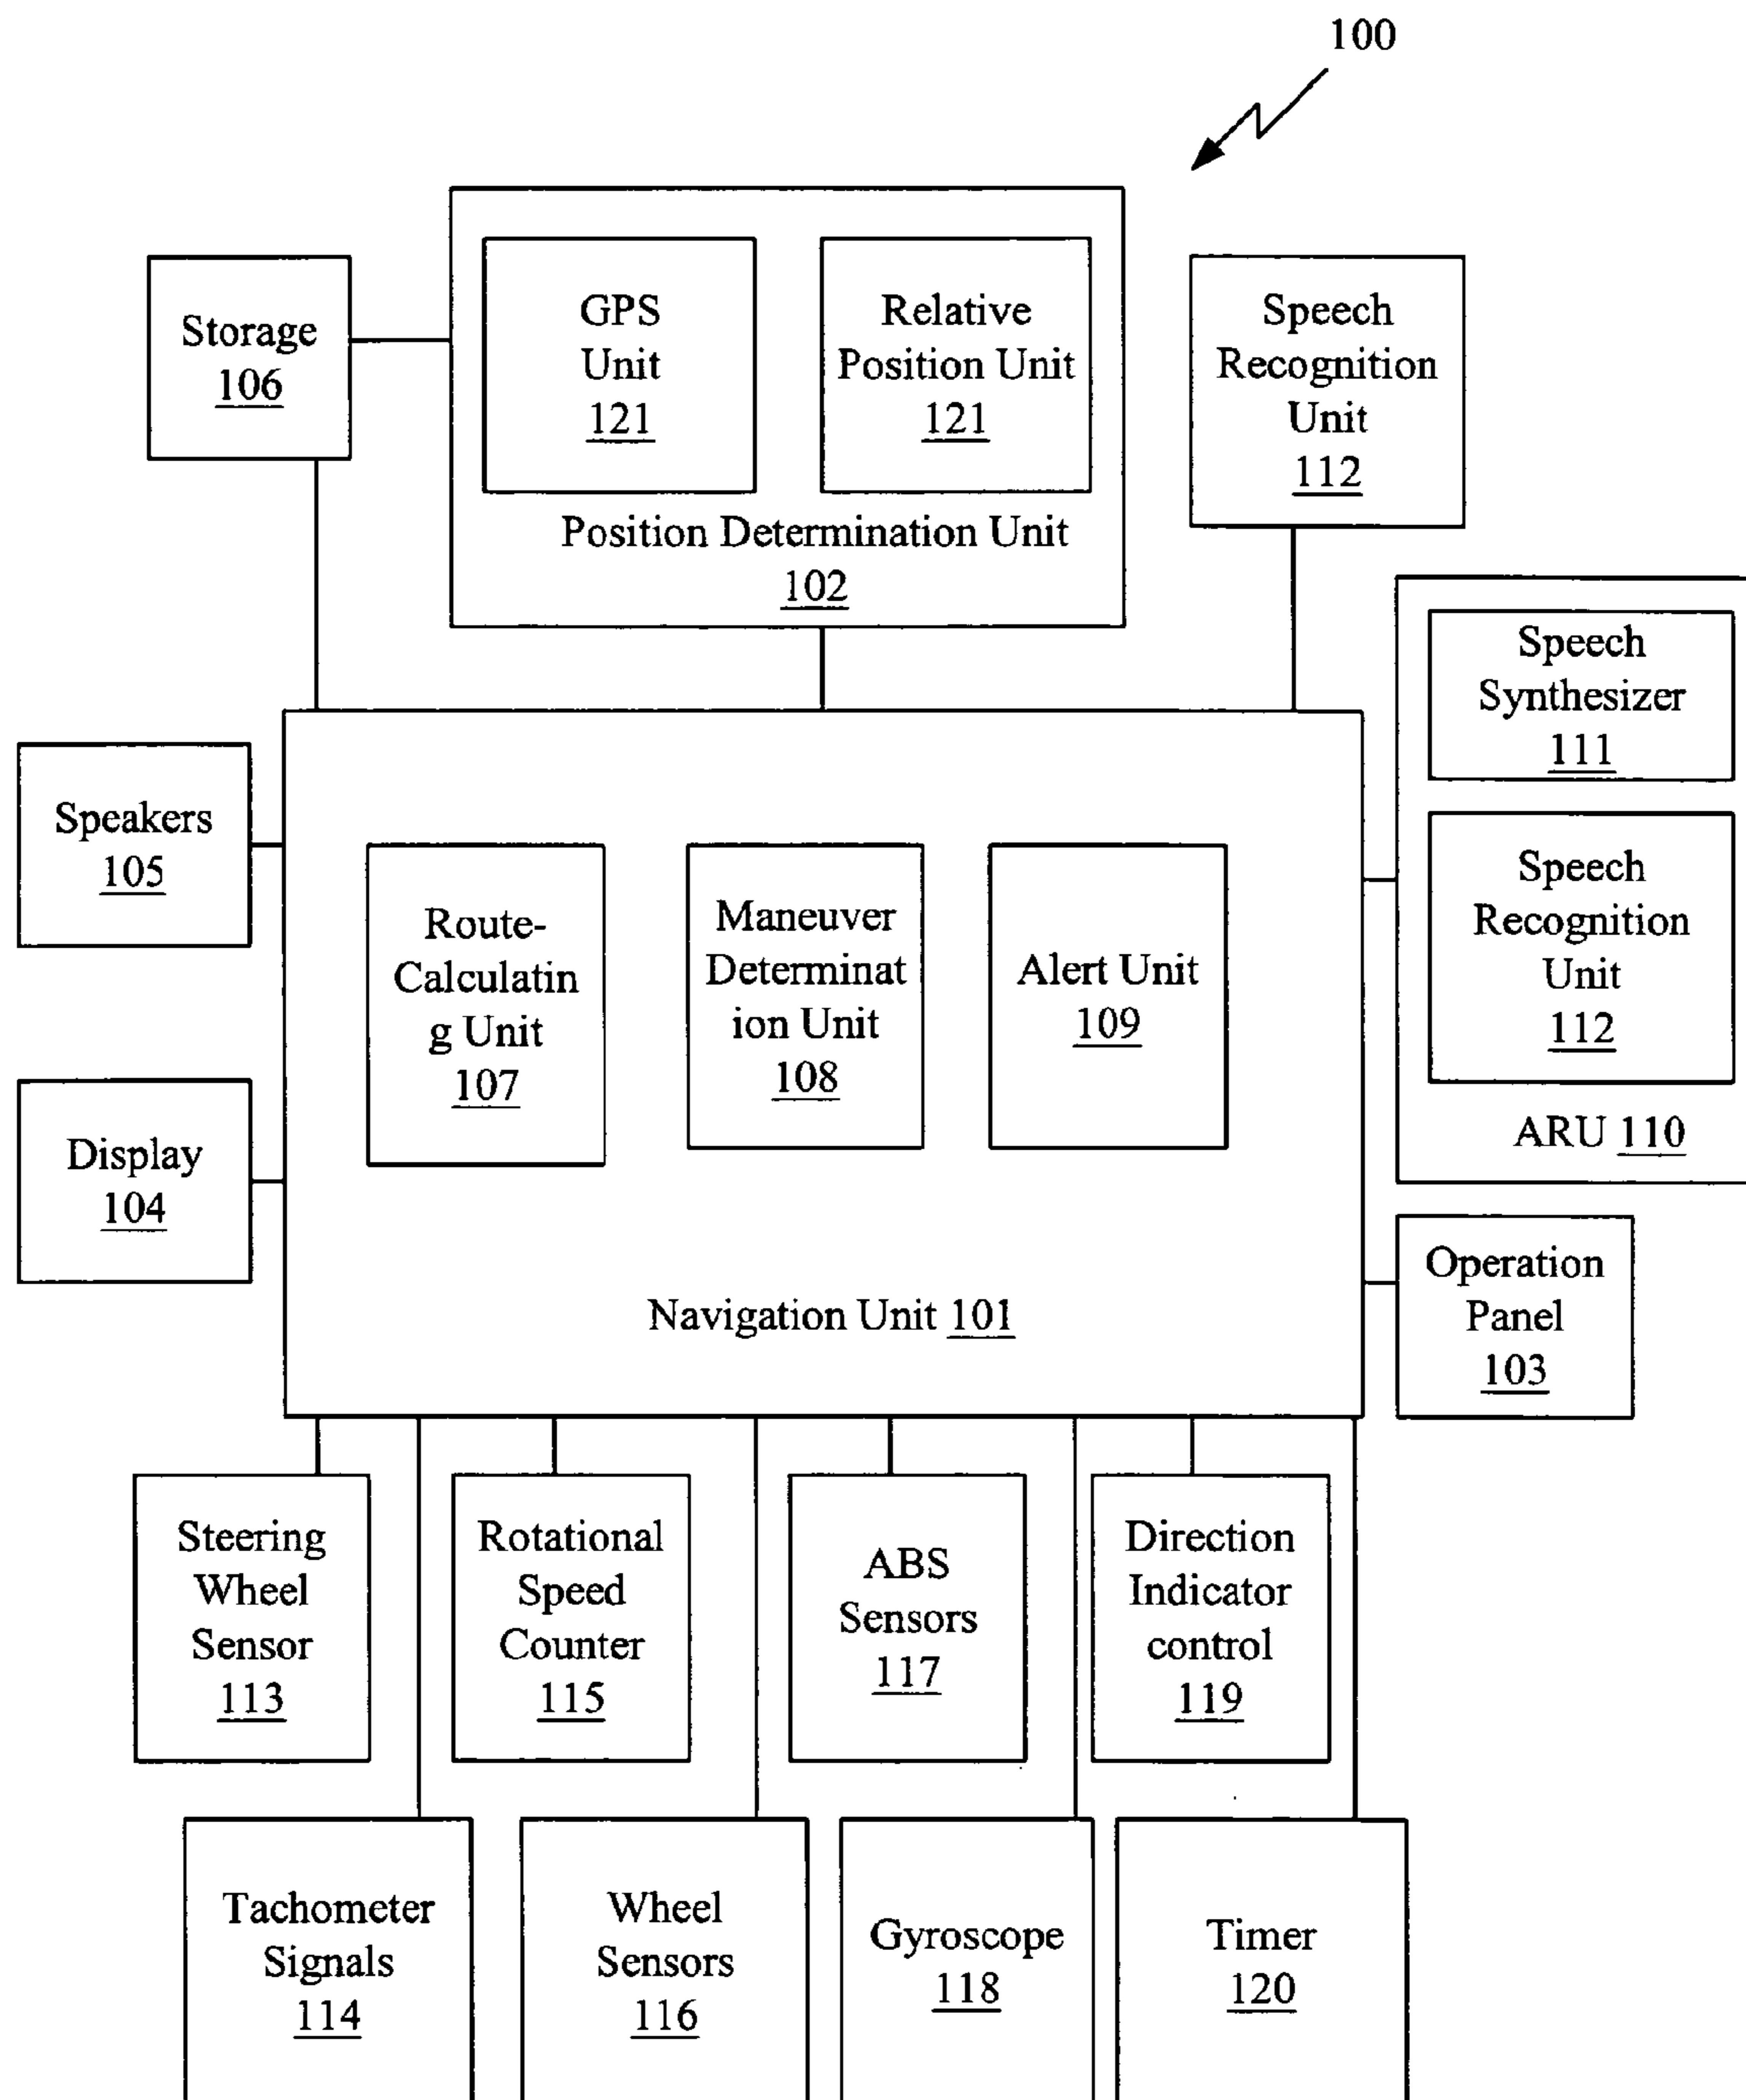 100
Storage
106
GPS
Unit
121
Relative
Position Unit
121
Position Determination Unit
102
Speech
Recognition
Unit
112
Speech
Synthesizer
111
Speech
Recognition
Unit
112
ARU 110
Speakers
105
Route-
Calculatin
g Unit
107
Maneuver
Determinat
ion Unit
108
Alert Unit
109
Display
104
Navigation Unit 101
Operation
Panel
103
Steering
Wheel
Sensor
113
Rotational
Speed
Counter
115
ABS
Sensors
117
Direction
Indicator
control
119
Tachometer
Signals
114
Wheel
Sensors
116
Gyroscope
118
Timer
120